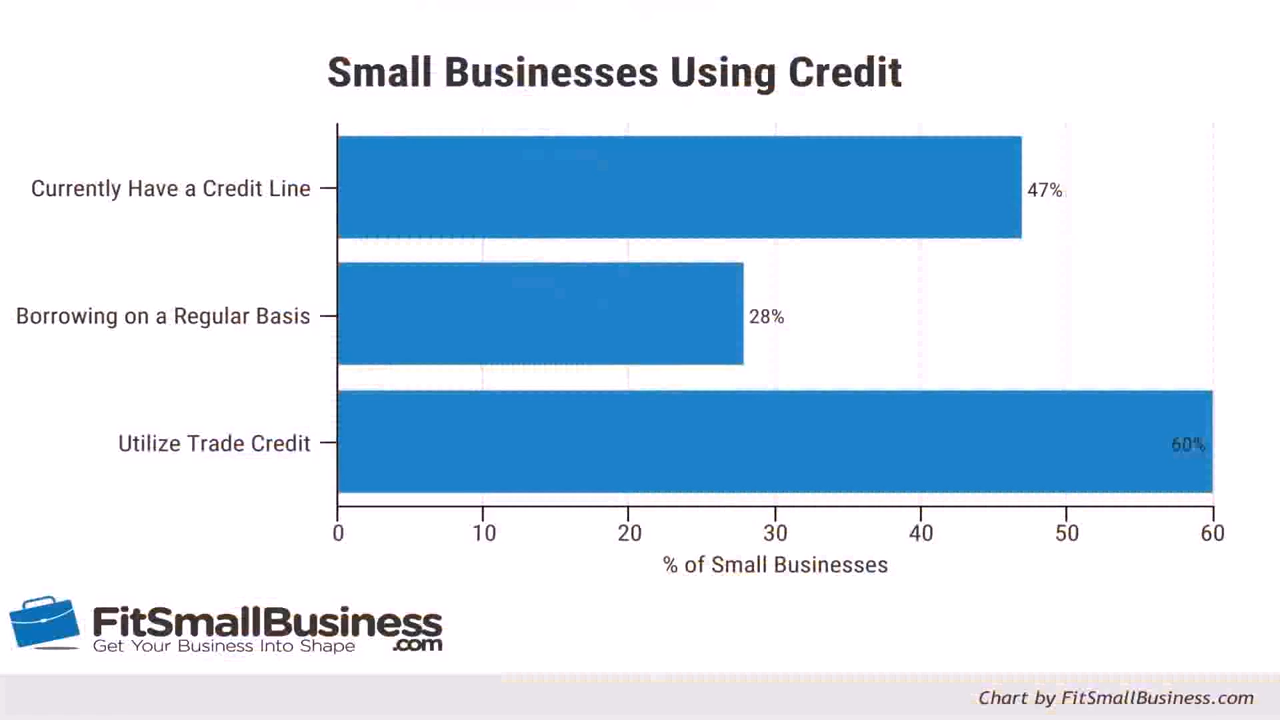 Small Businesses Using Credit
Currently Have a Credit Line
47%
Borrowing on a Regular Basis
28%
Utilize Trade Credit
60%
0 10 20 30 40 50 60
% of Small Businesses
FitSmallBusiness
Get Your Business Into Shape .com
Chart by FitSmallBusiness.com